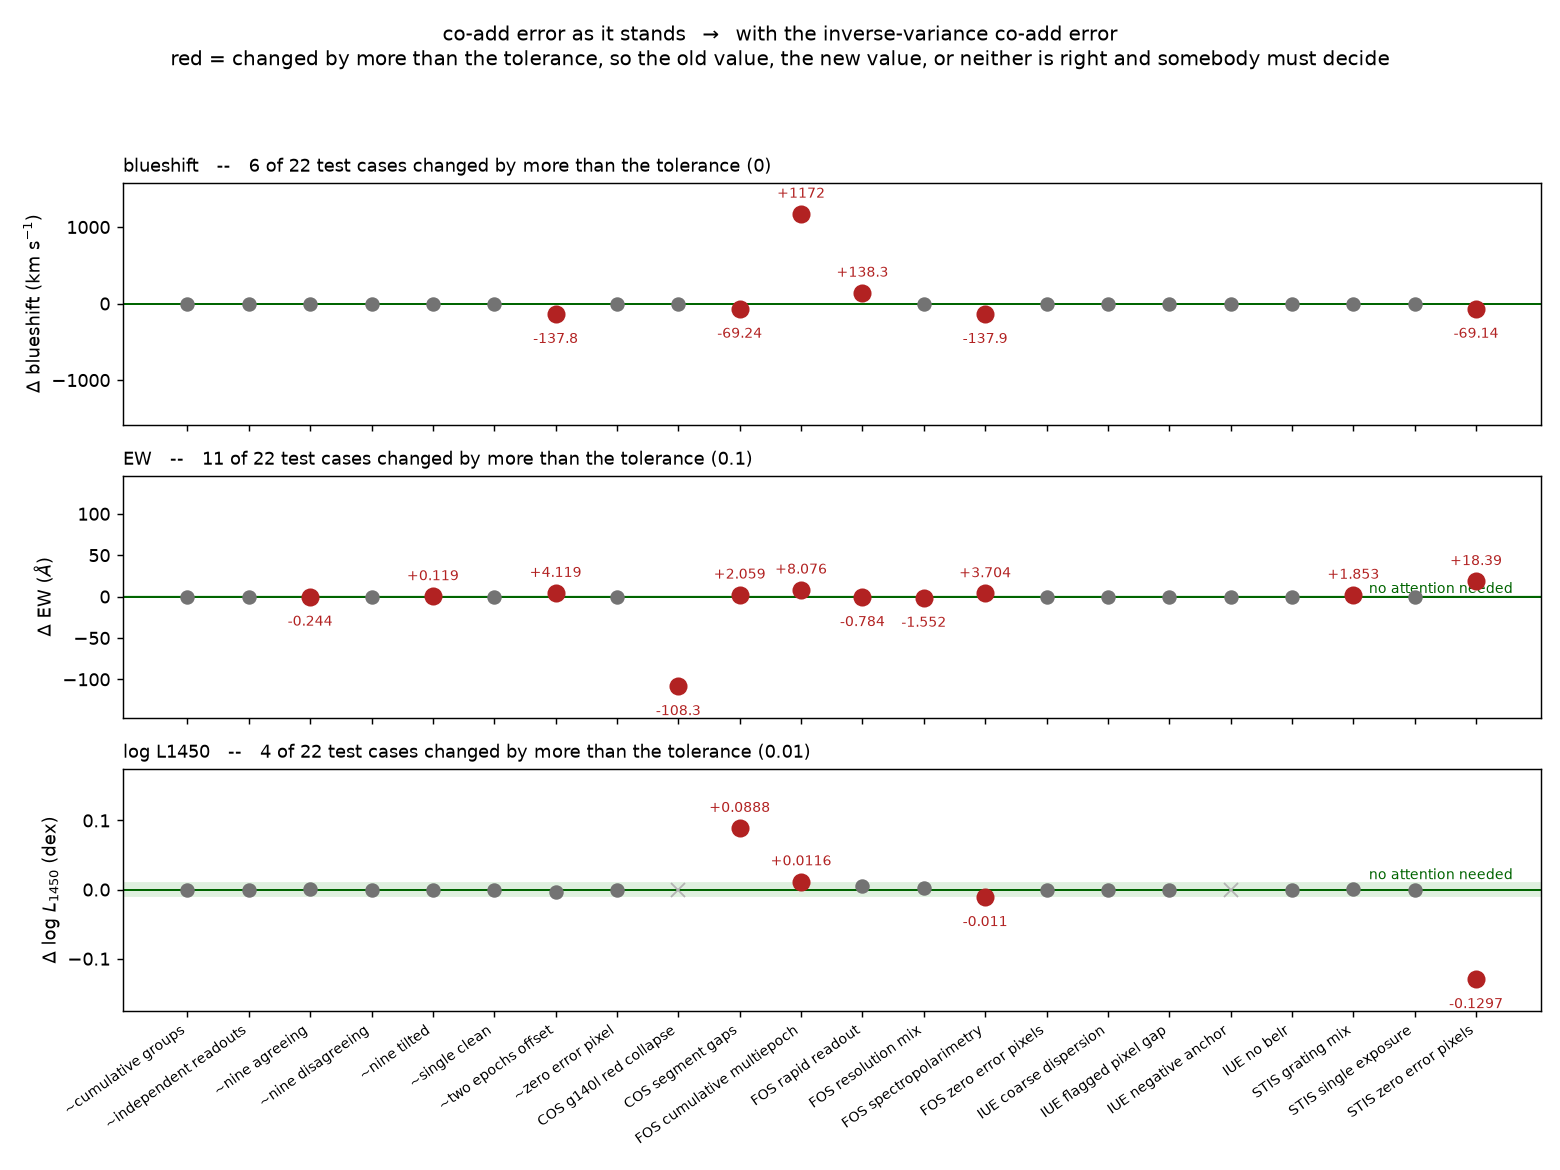 co-add error as it stands → with the inverse-variance co-add error
red = changed by more than the tolerance, so the old value, the new value, or neither is right and somebody must decide
blueshift -- 6 of 22 test cases changed by more than the tolerance (0)
Δ blueshift (km s⁻¹)
1000
0
−1000
+1172
+138.3
-137.8
-69.24
-137.9
-69.14
EW -- 11 of 22 test cases changed by more than the tolerance (0.1)
Δ EW (Å)
100
50
0
−50
−100
-0.244
+0.119
+4.119
-108.3
+2.059
+8.076
-0.784
-1.552
+3.704
+1.853
+18.39
no attention needed
log L1450 -- 4 of 22 test cases changed by more than the tolerance (0.01)
Δ log L₁₄₅₀ (dex)
0.1
0.0
−0.1
+0.0888
+0.0116
-0.011
-0.1297
no attention needed
~cumulative groups
~independent readouts
~nine agreeing
~nine disagreeing
~nine tilted
~single clean
~two epochs offset
~zero error pixel
COS g140l red collapse
COS segment gaps
FOS cumulative multiepoch
FOS rapid readout
FOS resolution mix
FOS spectropolarimetry
FOS zero error pixels
IUE coarse dispersion
IUE flagged pixel gap
IUE negative anchor
IUE no belr
STIS grating mix
STIS single exposure
STIS zero error pixels